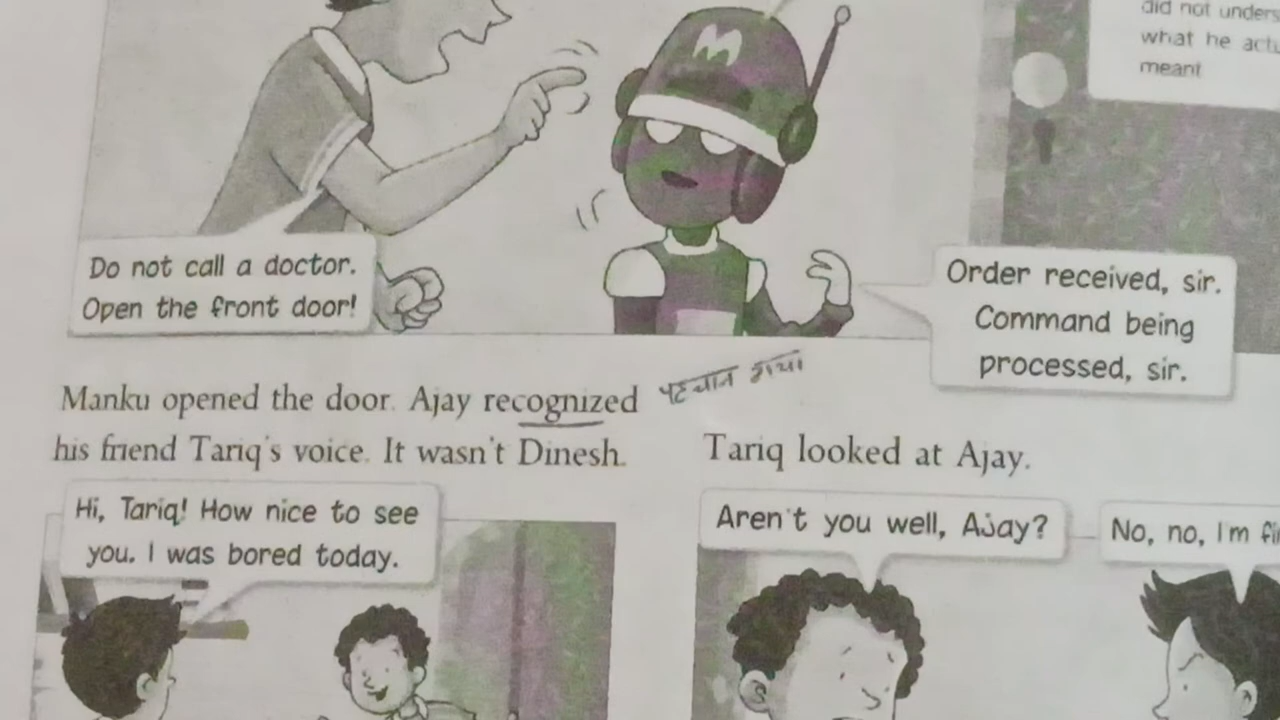 M
did not
what he
meant
Do not call a doctor.
Open the front door!
Order received, sir.
Command being
processed, sir.
Manku opened the door. Ajay recognized पहचान गया
his friend Tariq's voice. It wasn't Dinesh.
Tariq looked at Ajay.
Hi, Tariq! How nice to see
you. I was bored today.
Aren't you well, Ajay?
No, no, I'm